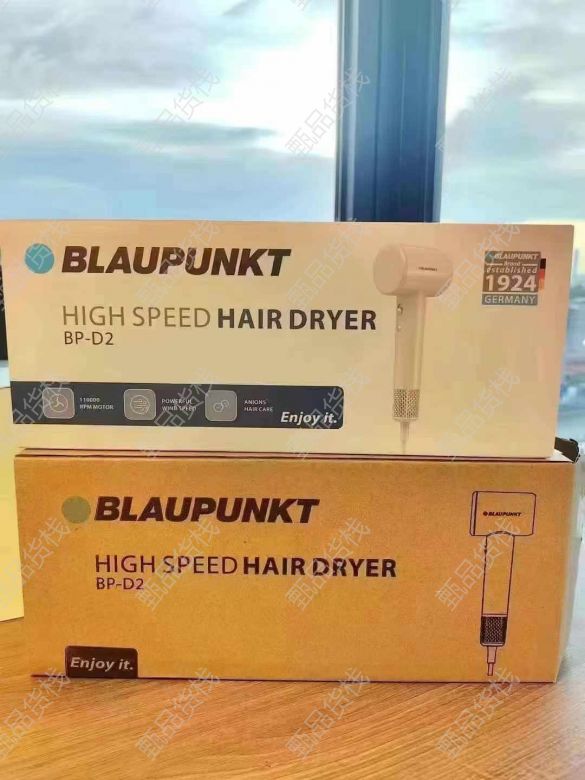 BLAUPUNKT
HIGH SPEED HAIR DRYER
BP-D2
110000
RPM MOTOR
POWERFUL
WIND SPEED
ANIONS
HAIR CARE
Enjoy it.
BLAUPUNKT
BLAUPUNKT
Brand
established
1924
GERMANY
BLAUPUNKT
HIGH SPEED HAIR DRYER
BP-D2
Enjoy it.
BLAUPUNKT
甄品货栈